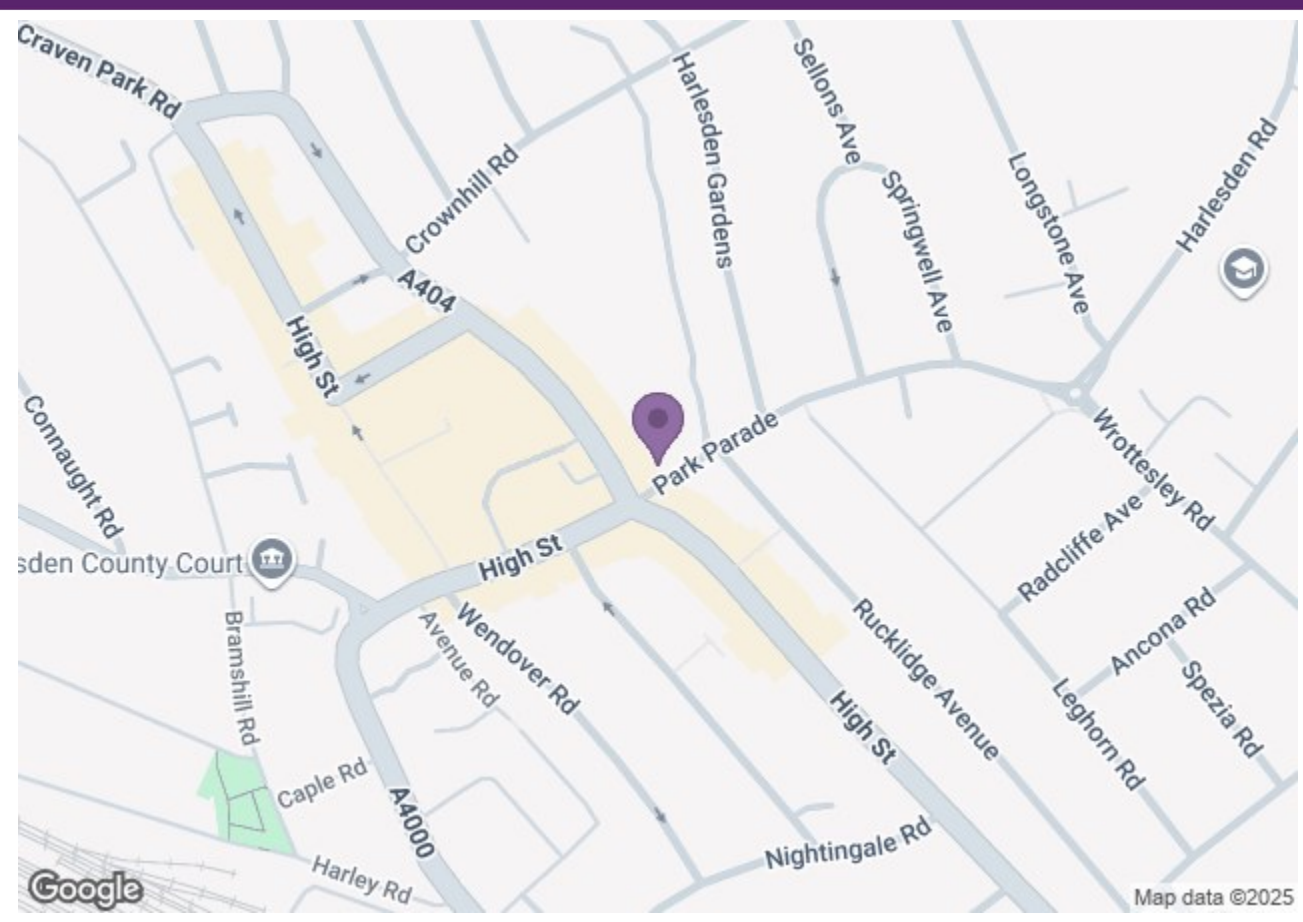 Craven Park Rd
Harlesden Gardens
Sellons Ave
Longstone Ave
Harlesden Rd
Crownhill Rd
Springwell Ave
A404
High St
Connaught Rd
Park Parade
Wrottesley Rd
Radcliffe Ave
sden County Court
High St
Bramshill Rd
Avenue Rd
Wendover Rd
Rucklidge Avenue
Ancona Rd
Spezia Rd
Leghorn Rd
High St
Caple Rd
A4000
Nightingale Rd
Harley Rd
Google
Map data ©2025